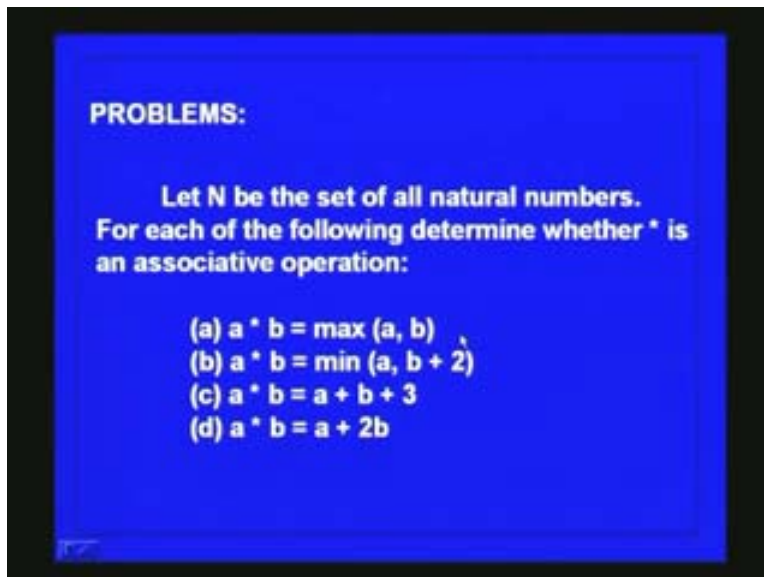 PROBLEMS:
Let N be the set of all natural numbers.
For each of the following determine whether * is
an associative operation:
(a) a * b = max (a, b)
(b) a * b = min (a, b + 2)
(c) a * b = a + b + 3
(d) a * b = a + 2b